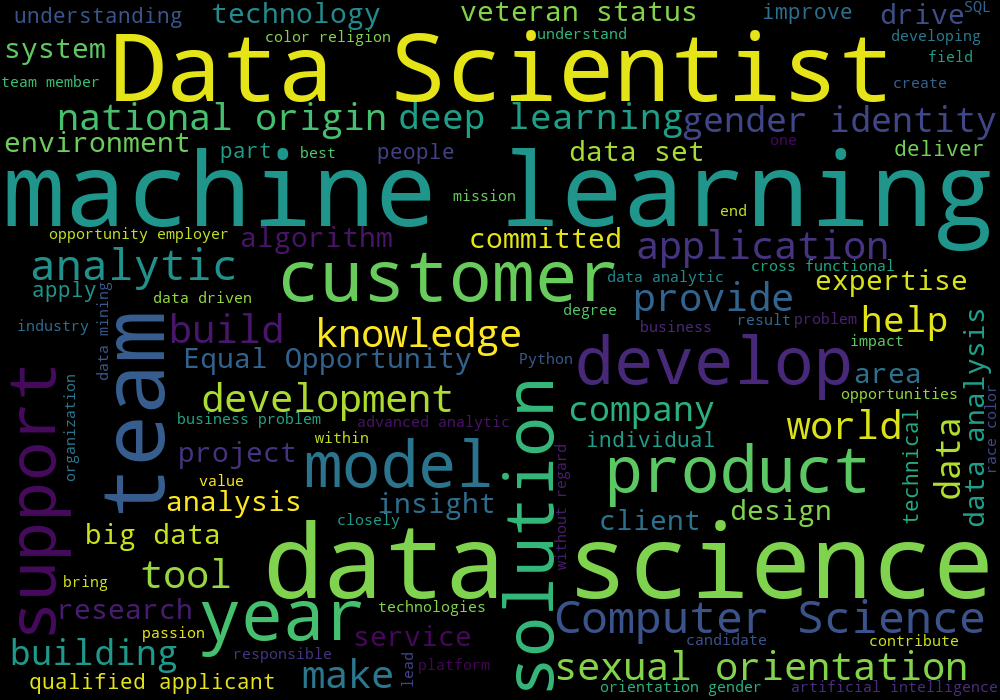 understanding
technology
veteran status
improve
drive
SQL
color religion
understand
developing
system
Data Scientist
field
team member
create
national origin
deep learning
gender identity
environment
part
best
people
data set
one
deliver
machine learning
mission
end
opportunity employer
algorithm
committed
application
analytic
customer
cross functional
data analytic
expertise
apply
data driven
provide
degree
data mining
industry
team
build
knowledge
business
result
problem
help
Equal Opportunity
Python
develop
impact
area
data analysis
support
organization
development
solution
company
opportunities
race color
business problem
advanced analytic
world
technical
data
within
individual
project
model
product
without regard
value
analysis
insight
closely
client
design
big data
data science
tool
bring
research
year
technologies
Computer Science
passion
service
candidate
contribute
building
responsible
lead
platform
sexual orientation
qualified applicant
make
orientation gender
artificial intelligence